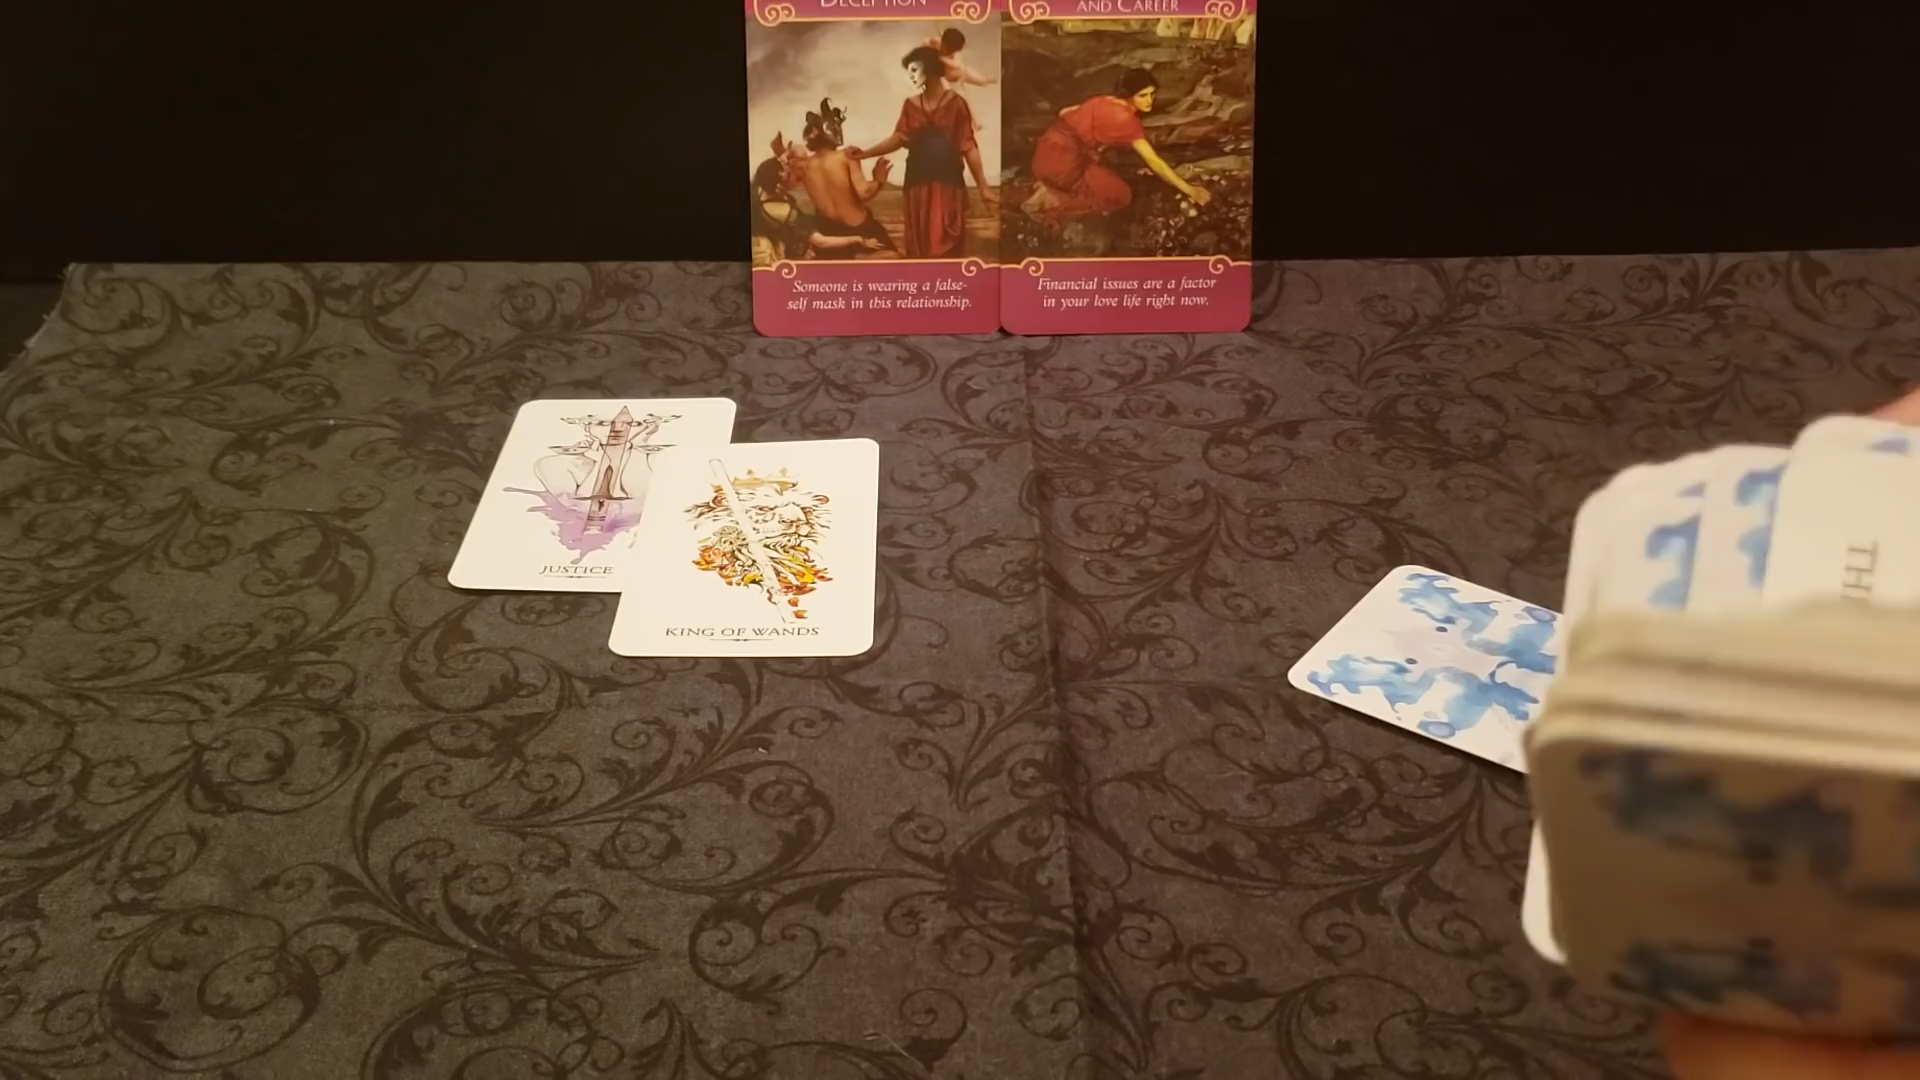 DECEPTION
AND CAREER
Someone is wearing a false-
self mask in this relationship.
Financial issues are a factor
in your love life right now.
JUSTICE
KING OF WANDS
TH